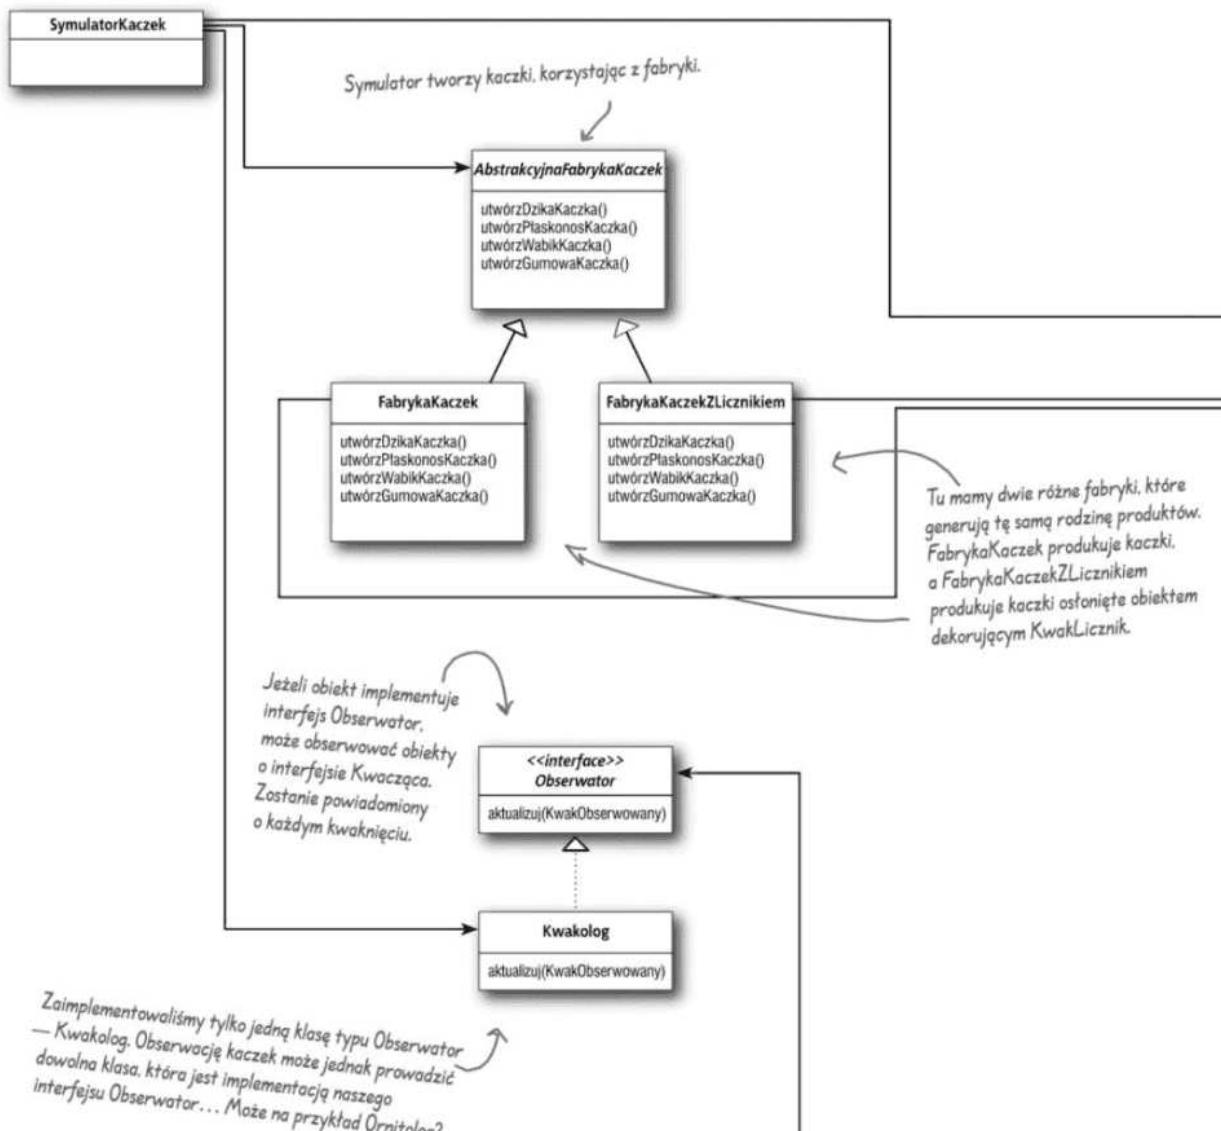 SymulatorKaczek
Symulator tworzy kaczki, korzystając z fabryki.
AbstrakcyjnaFabrykaKaczek
utwórzDzikaKaczka()
utwórzPłaskonosKaczka()
utwórzWabikKaczka()
utwórzGumowaKaczka()
FabrykaKaczek
utwórzDzikaKaczka()
utwórzPłaskonosKaczka()
utwórzWabikKaczka()
utwórzGumowaKaczka()
FabrykaKaczekZLicznikiem
utwórzDzikaKaczka()
utwórzPłaskonosKaczka()
utwórzWabikKaczka()
utwórzGumowaKaczka()
Tu mamy dwie różne fabryki, które
generują tę samą rodzinę produktów.
FabrykaKaczek produkuje kaczki,
a FabrykaKaczekZLicznikiem
produkuje kaczki osłonięte obiektem
dekorującym KwakLicznik.
Jeżeli obiekt implementuje
interfejs Obserwator,
może obserwować obiekty
o interfejsie Kwacząca.
Zostanie powiadomiony
o każdym kwaknięciu.
<<interface>>
Obserwator
aktualizuj(KwakObserwowany)
Kwakolog
aktualizuj(KwakObserwowany)
Zaimplementowaliśmy tylko jedną klasę typu Obserwator
— Kwakolog. Obserwację kaczek może jednak prowadzić
dowolna klasa, która jest implementacją naszego
interfejsu Obserwator... Może na przykład Ornitolog?